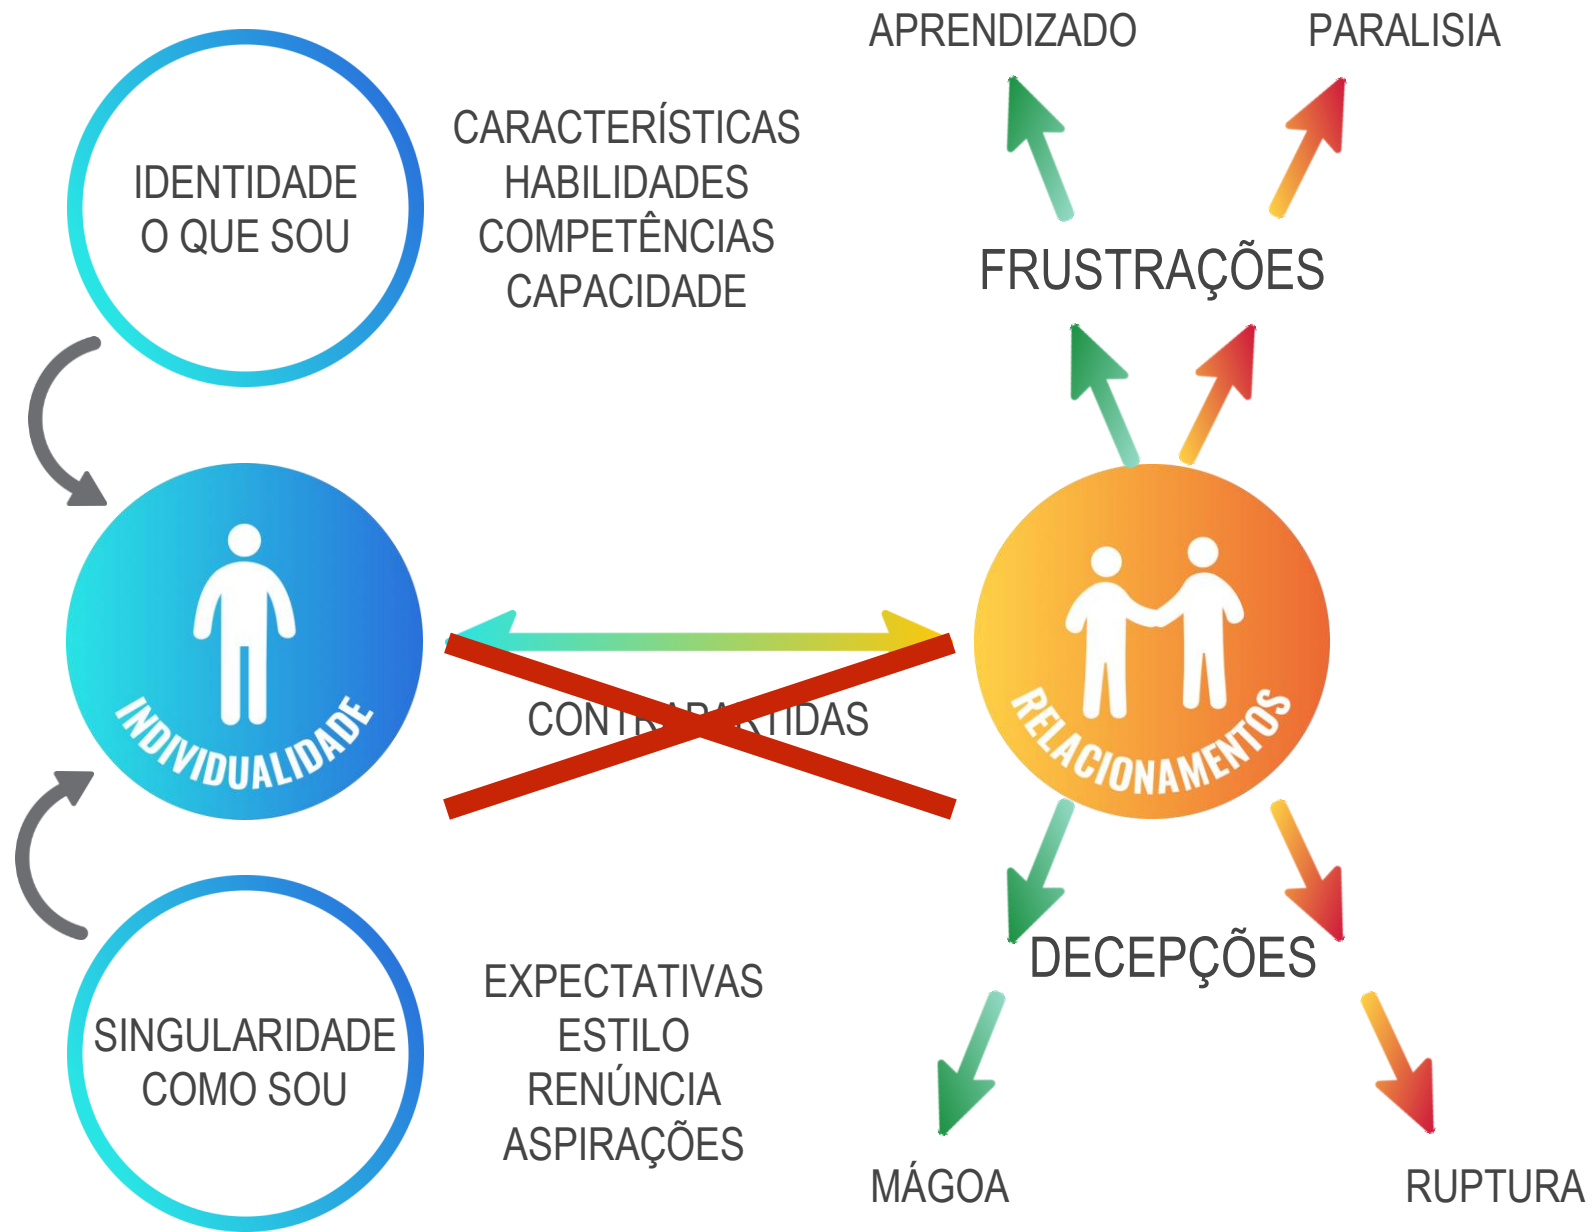 APRENDIZADO
PARALISIA
IDENTIDADE
O QUE SOU
CARACTERÍSTICAS
HABILIDADES
COMPETÊNCIAS
CAPACIDADE
FRUSTRAÇÕES
INDIVIDUALIDADE
CONTRAPARTIDAS
RELACIONAMENTOS
SINGULARIDADE
COMO SOU
EXPECTATIVAS
ESTILO
RENÚNCIA
ASPIRAÇÕES
DECEPÇÕES
MÁGOA
RUPTURA